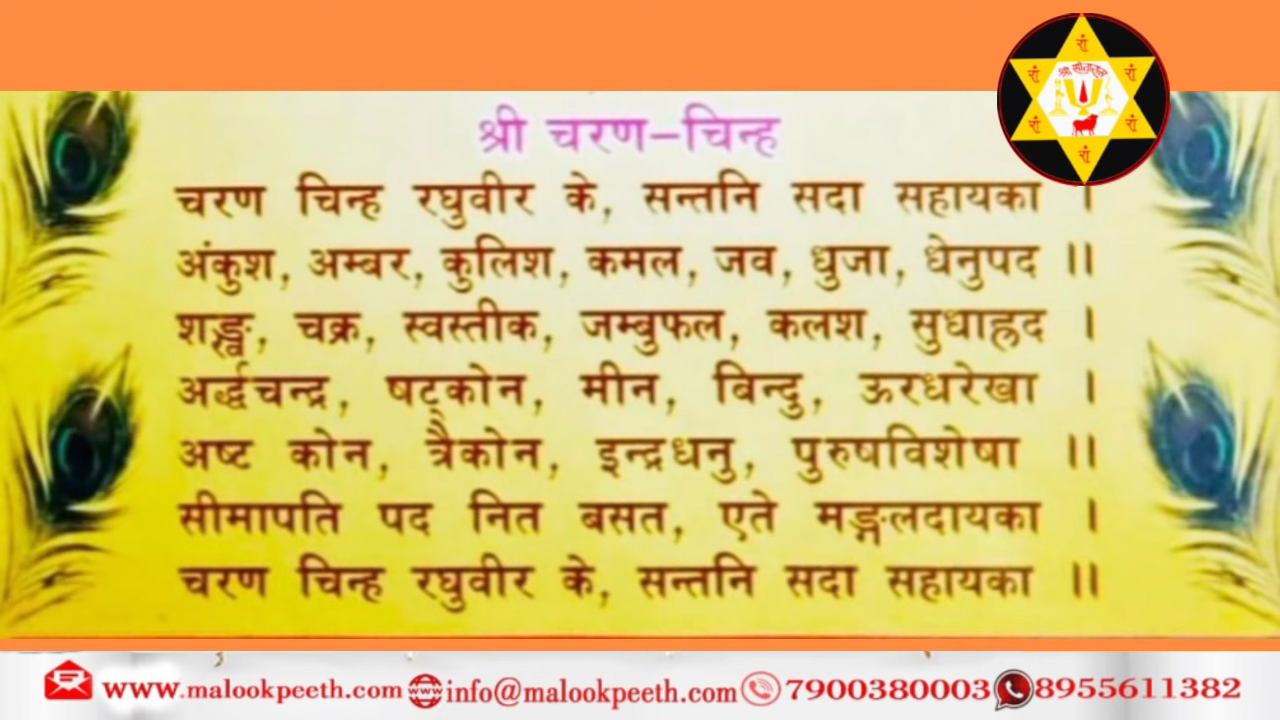 रां
रां
रां
श्री सीताराम
रां
रां
रां
श्री चरण-चिन्ह
चरण चिन्ह रघुवीर के, सन्तनि सदा सहायका ।
अंकुश, अम्बर, कुलिश, कमल, जव, धुजा, धेनुपद ।।
शङ्ख, चक्र, स्वस्तीक, जम्बुफल, कलश, सुधाह्रद ।
अर्द्धचन्द्र, षट्कोन, मीन, बिन्दु, ऊरधरेखा ।
अष्ट कोन, त्रैकोन, इन्द्रधनु, पुरुषविशेषा ।।
सीमापति पद नित बसत, एते मङ्गलदायका ।
चरण चिन्ह रघुवीर के, सन्तनि सदा सहायका ।।
www.malookpeeth.com info@malookpeeth.com 7900380003 8955611382